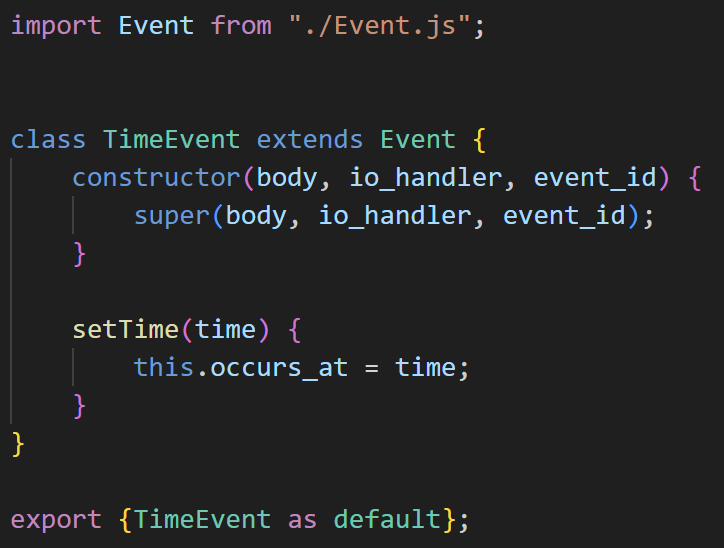 import Event from "./Event.js";
class TimeEvent extends Event {
    constructor(body, io_handler, event_id) {
        super(body, io_handler, event_id);
    }
    setTime(time) {
        this.occurs_at = time;
    }
}
export {TimeEvent as default};